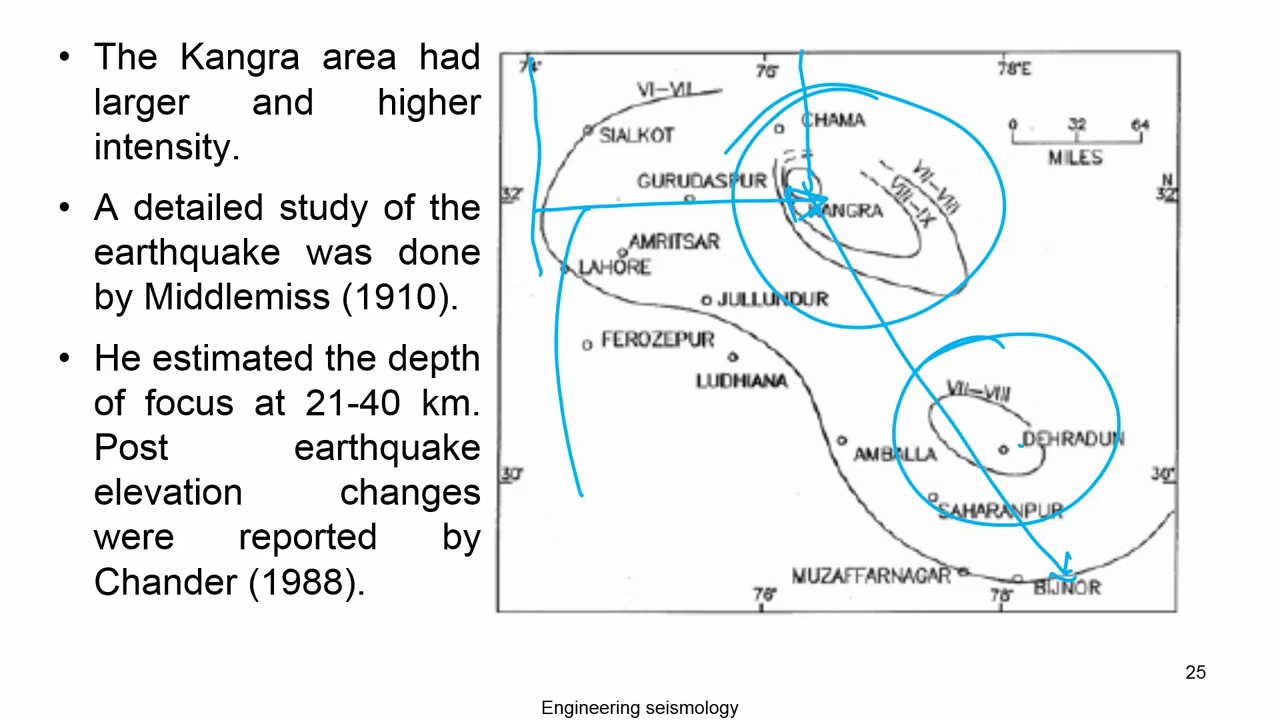 • The Kangra area had
larger and higher
intensity.
• A detailed study of the
earthquake was done
by Middlemiss (1910).
• He estimated the depth
of focus at 21-40 km.
Post earthquake
elevation changes
were reported by
Chander (1988).
74°
76°
78°E
VI-VII
CHAMA
0 32 64
MILES
SIALKOT
GURUDASPUR
VII-VIII
VIII-IX
N
32°
32°
KANGRA
AMRITSAR
LAHORE
JULLUNDUR
FEROZEPUR
LUDHIANA
VII-VIII
DEHRADUN
AMBALLA
30°
30°
SAHARANPUR
MUZAFFARNAGAR
BIJNOR
76°
78°
25
Engineering seismology